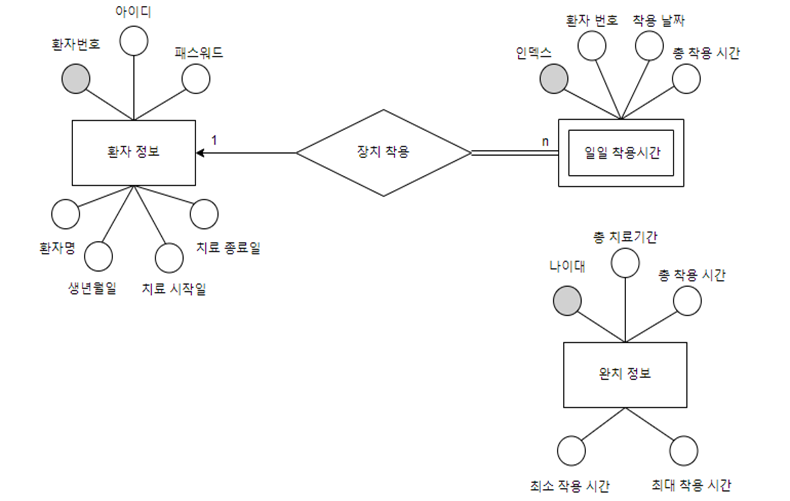 아이디
환자번호
패스워드
환자 정보
환자명
생년월일
치료 시작일
치료 종료일
1
장치 착용
n
환자 번호
착용 날짜
인덱스
총 착용 시간
일일 착용시간
총 치료기간
나이대
총 착용 시간
완치 정보
최소 착용 시간
최대 착용 시간